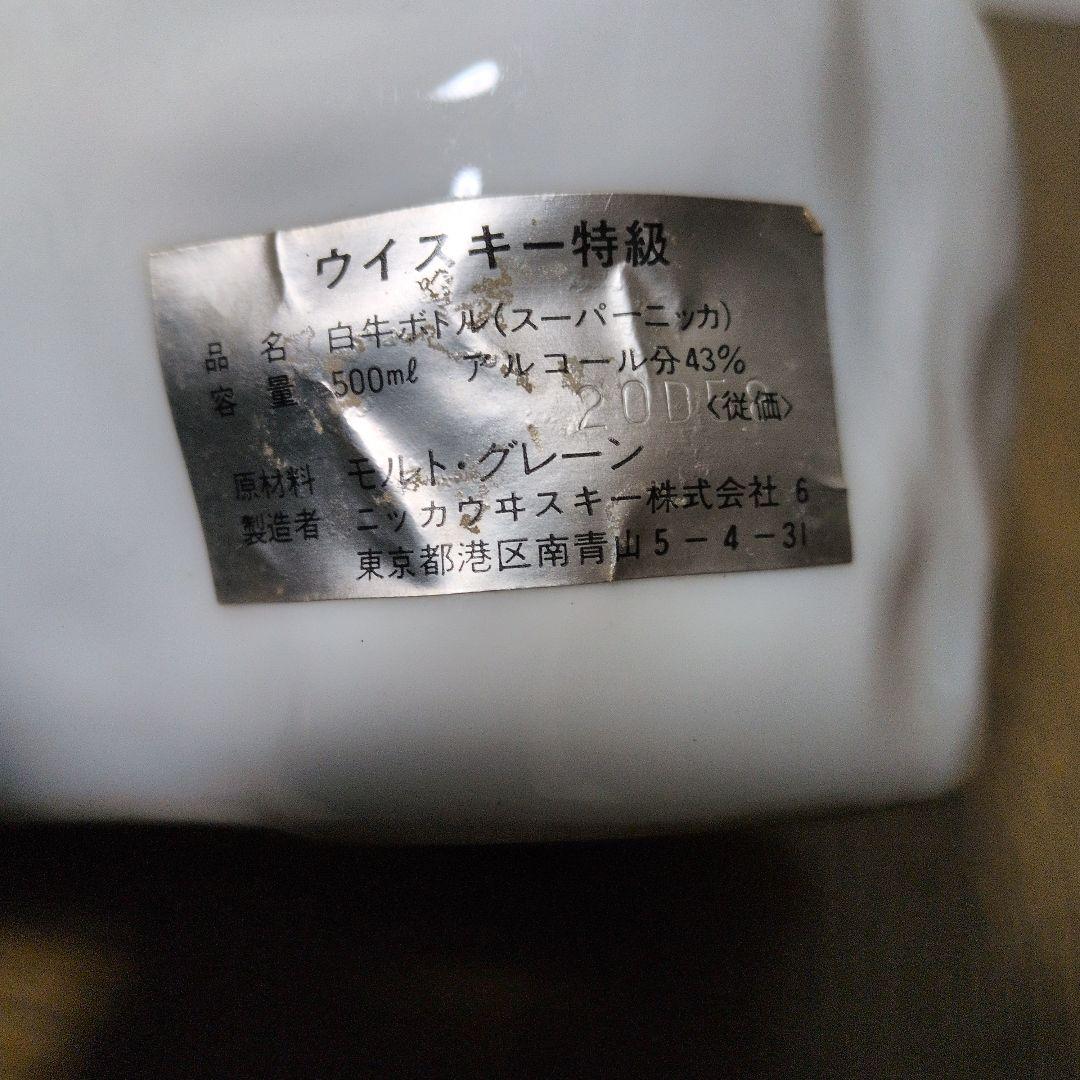 ウイスキー特級
品名 白牛ボトル(スーパーニッカ)
容量 500ml アルコール分43%
<従価>
原材料 モルト・グレーン
製造者 ニッカウヰスキー株式会社 6
東京都港区南青山5-4-31